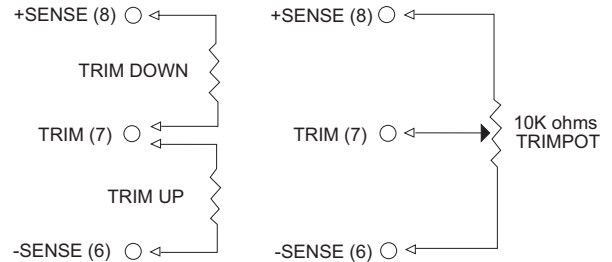 +SENSE (8)
TRIM DOWN
TRIM (7)
TRIM UP
-SENSE (6)
+SENSE (8)
TRIM (7)
10K ohms
TRIMPOT
-SENSE (6)